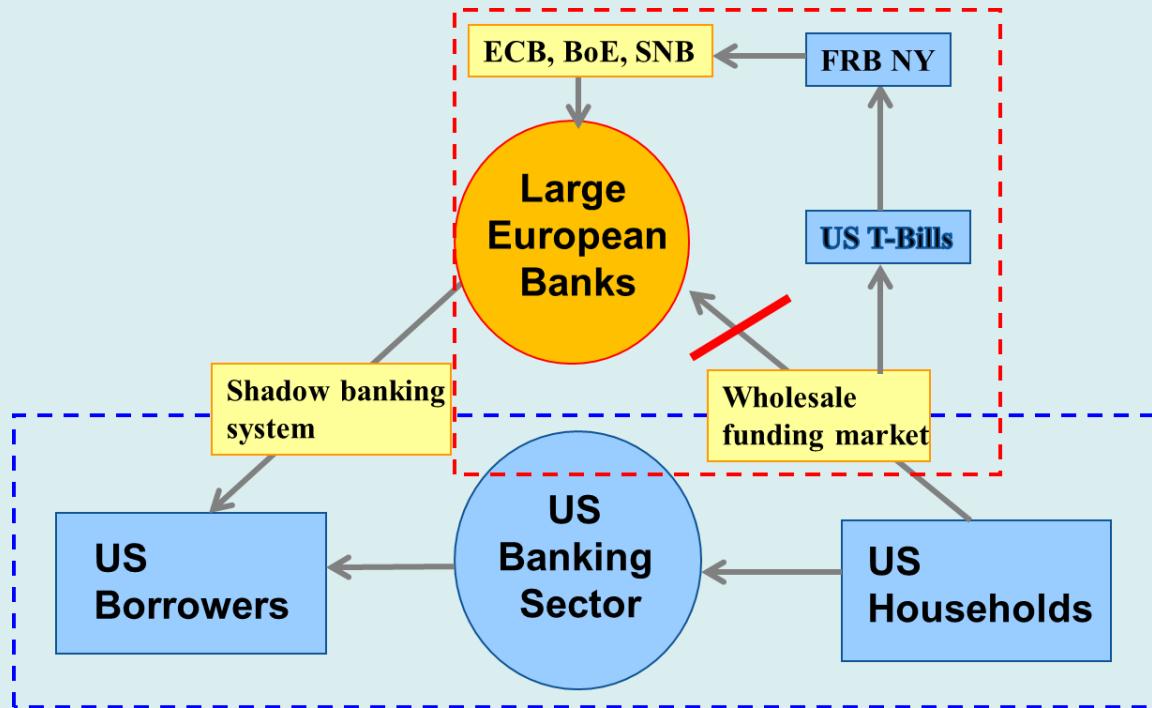 ECB, BoE, SNB
FRB NY
Large
European
Banks
US T-Bills
Shadow banking
system
Wholesale
funding market
US
Borrowers
US
Banking
Sector
US
Households